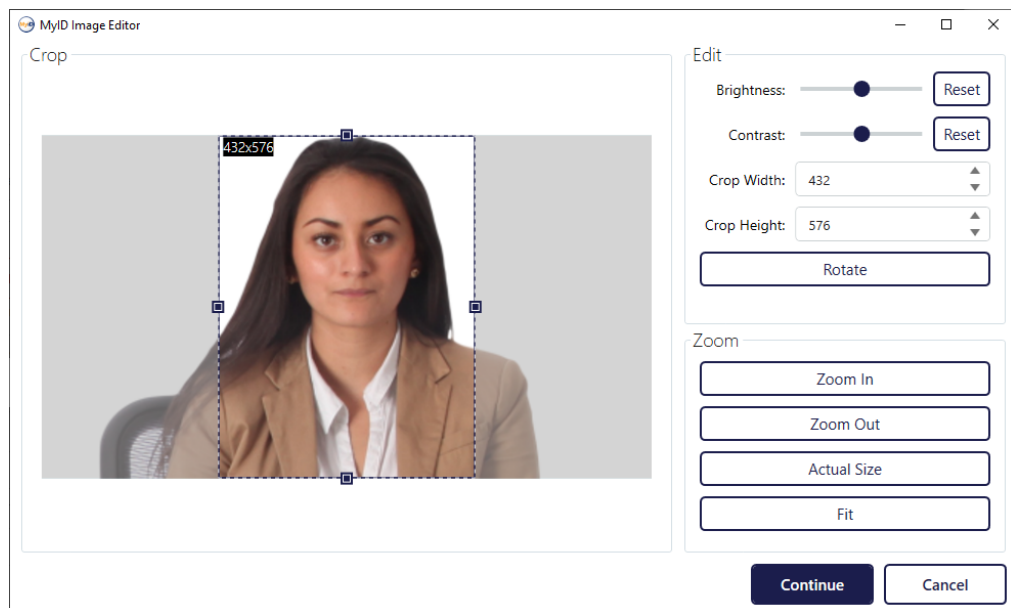 MyID Image Editor
Crop
432x576
Edit
Brightness:
Reset
Contrast:
Reset
Crop Width: 432
Crop Height: 576
Rotate
Zoom
Zoom In
Zoom Out
Actual Size
Fit
Continue
Cancel